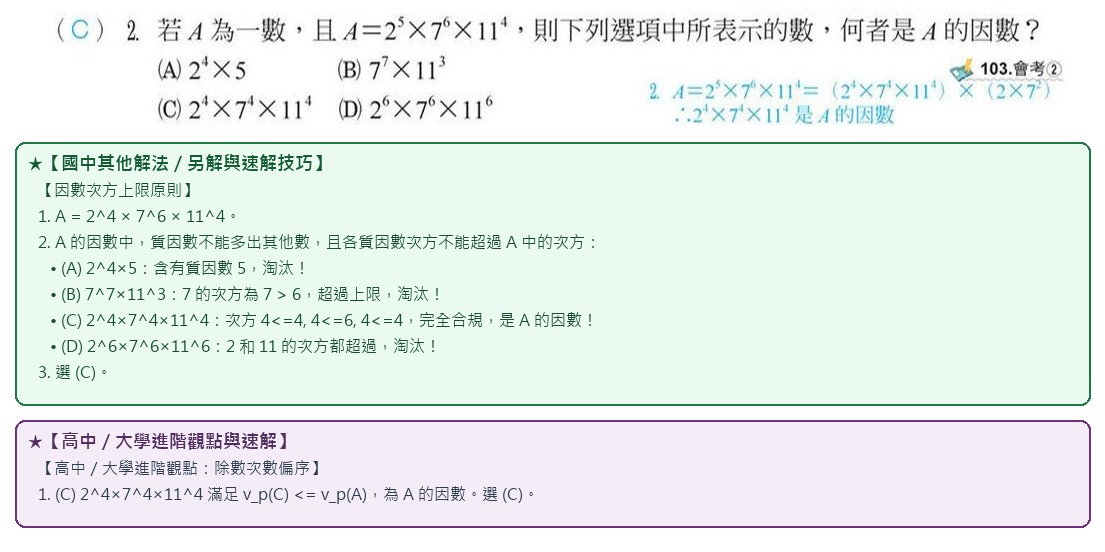 (C) 2. 若 A 為一數，且 A＝2⁵×7⁶×11⁴，則下列選項中所表示的數，何者是 A 的因數？
(A) 2⁴×5 (B) 7⁷×11³
103.會考②
(C) 2⁴×7⁴×11⁴ (D) 2⁶×7⁶×11⁶
2. A＝2⁵×7⁶×11⁴＝（2⁴×7⁴×11⁴）×（2×7²）
∴2⁴×7⁴×11⁴ 是 A 的因數
★【國中其他解法 / 另解與速解技巧】
【因數次方上限原則】
1. A = 2^4 × 7^6 × 11^4。
2. A 的因數中，質因數不能多出其他數，且各質因數次方不能超過 A 中的次方：
• (A) 2^4×5：含有質因數 5，淘汰！
• (B) 7^7×11^3：7 的次方為 7 > 6，超過上限，淘汰！
• (C) 2^4×7^4×11^4：次方 4<=4, 4<=6, 4<=4，完全合規，是 A 的因數！
• (D) 2^6×7^6×11^6：2 和 11 的次方都超過，淘汰！
3. 選 (C)。
★【高中 / 大學進階觀點與速解】
【高中 / 大學進階觀點：除數次數偏序】
1. (C) 2^4×7^4×11^4 滿足 v_p(C) <= v_p(A)，為 A 的因數。選 (C)。